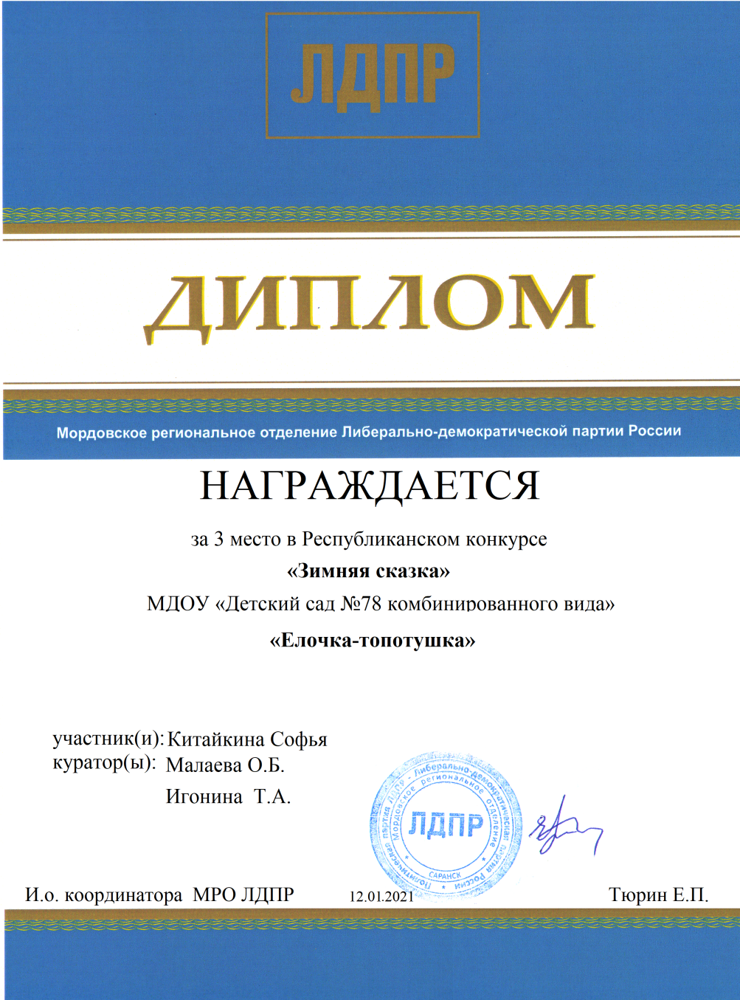 ЛДПР
ДИПЛОМ
Мордовское региональное отделение Либерально-демократической партии России
НАГРАЖДАЕТСЯ
за 3 место в Республиканском конкурсе
«Зимняя сказка»
МДОУ «Детский сад №78 комбинированного вида»
«Елочка-топотушка»
участник(и): Китайкина Софья
куратор(ы): Малаева О.Б.
Игонина Т.А.
Политическая партия ЛДПР - Либерально-демократическая партия России
Мордовское региональное отделение
ЛДПР
САРАНСК
И.о. координатора МРО ЛДПР 12.01.2021 Тюрин Е.П.